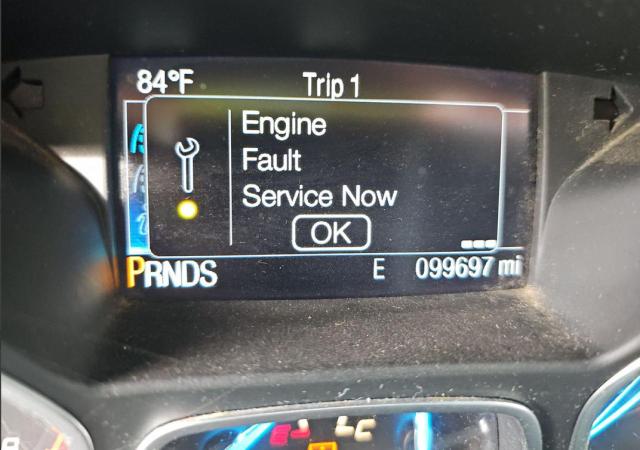 84°F Trip 1
Engine
Fault
Service Now
OK
PRNDS E 099697 mi